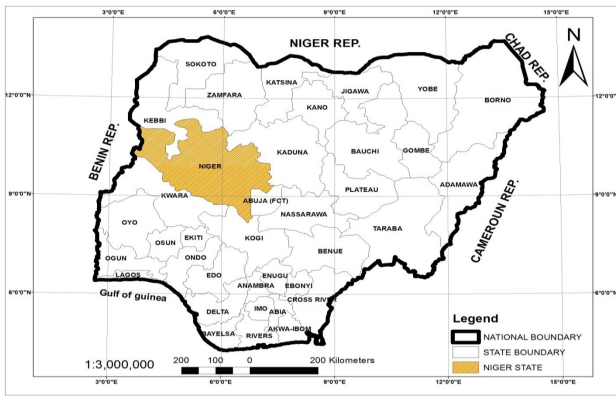 3°0'0"E 6°0'0"E 9°0'0"E 12°0'0"E 15°0'0"E
NIGER REP.
N
CHAD REP.
SOKOTO
KATSINA
YOBE
JIGAWA
ZAMFARA
12°0'0"N
12°0'0"N
BORNO
KANO
KEBBI
BENIN REP.
KADUNA
BAUCHI
GOMBE
NIGER
ADAMAWA
PLATEAU
9°0'0"N
9°0'0"N
KWARA
ABUJA (FCT)
NASSARAWA
CAMEROUN REP.
OYO
TARABA
OSUN
EKITI
KOGI
BENUE
OGUN
ONDO
LAGOS
EDO
ENUGU
ANAMBRA
EBONYI
6°0'0"N
6°0'0"N
Gulf of guinea
CROSS RIVER
DELTA
IMO
ABIA
BAYELSA
RIVERS
AKWA-IBOM
Legend
NATIONAL BOUNDARY
STATE BOUNDARY
NIGER STATE
1:3,000,000
200 100 0 200 Kilometers
3°0'0"E 6°0'0"E 9°0'0"E 12°0'0"E 15°0'0"E